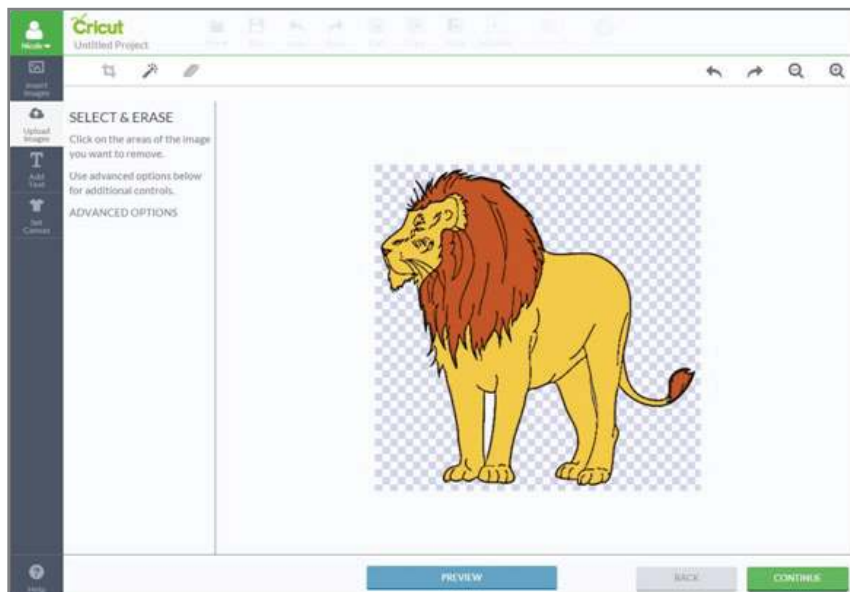 Cricut
Untitled Project
Nicole
Insert
Images
Upload
Images
T
Add
Text
Set
Canvas
SELECT & ERASE
Click on the areas of the image
you want to remove.
Use advanced options below
for additional controls.
ADVANCED OPTIONS
?
Help
PREVIEW
BACK
CONTINUE